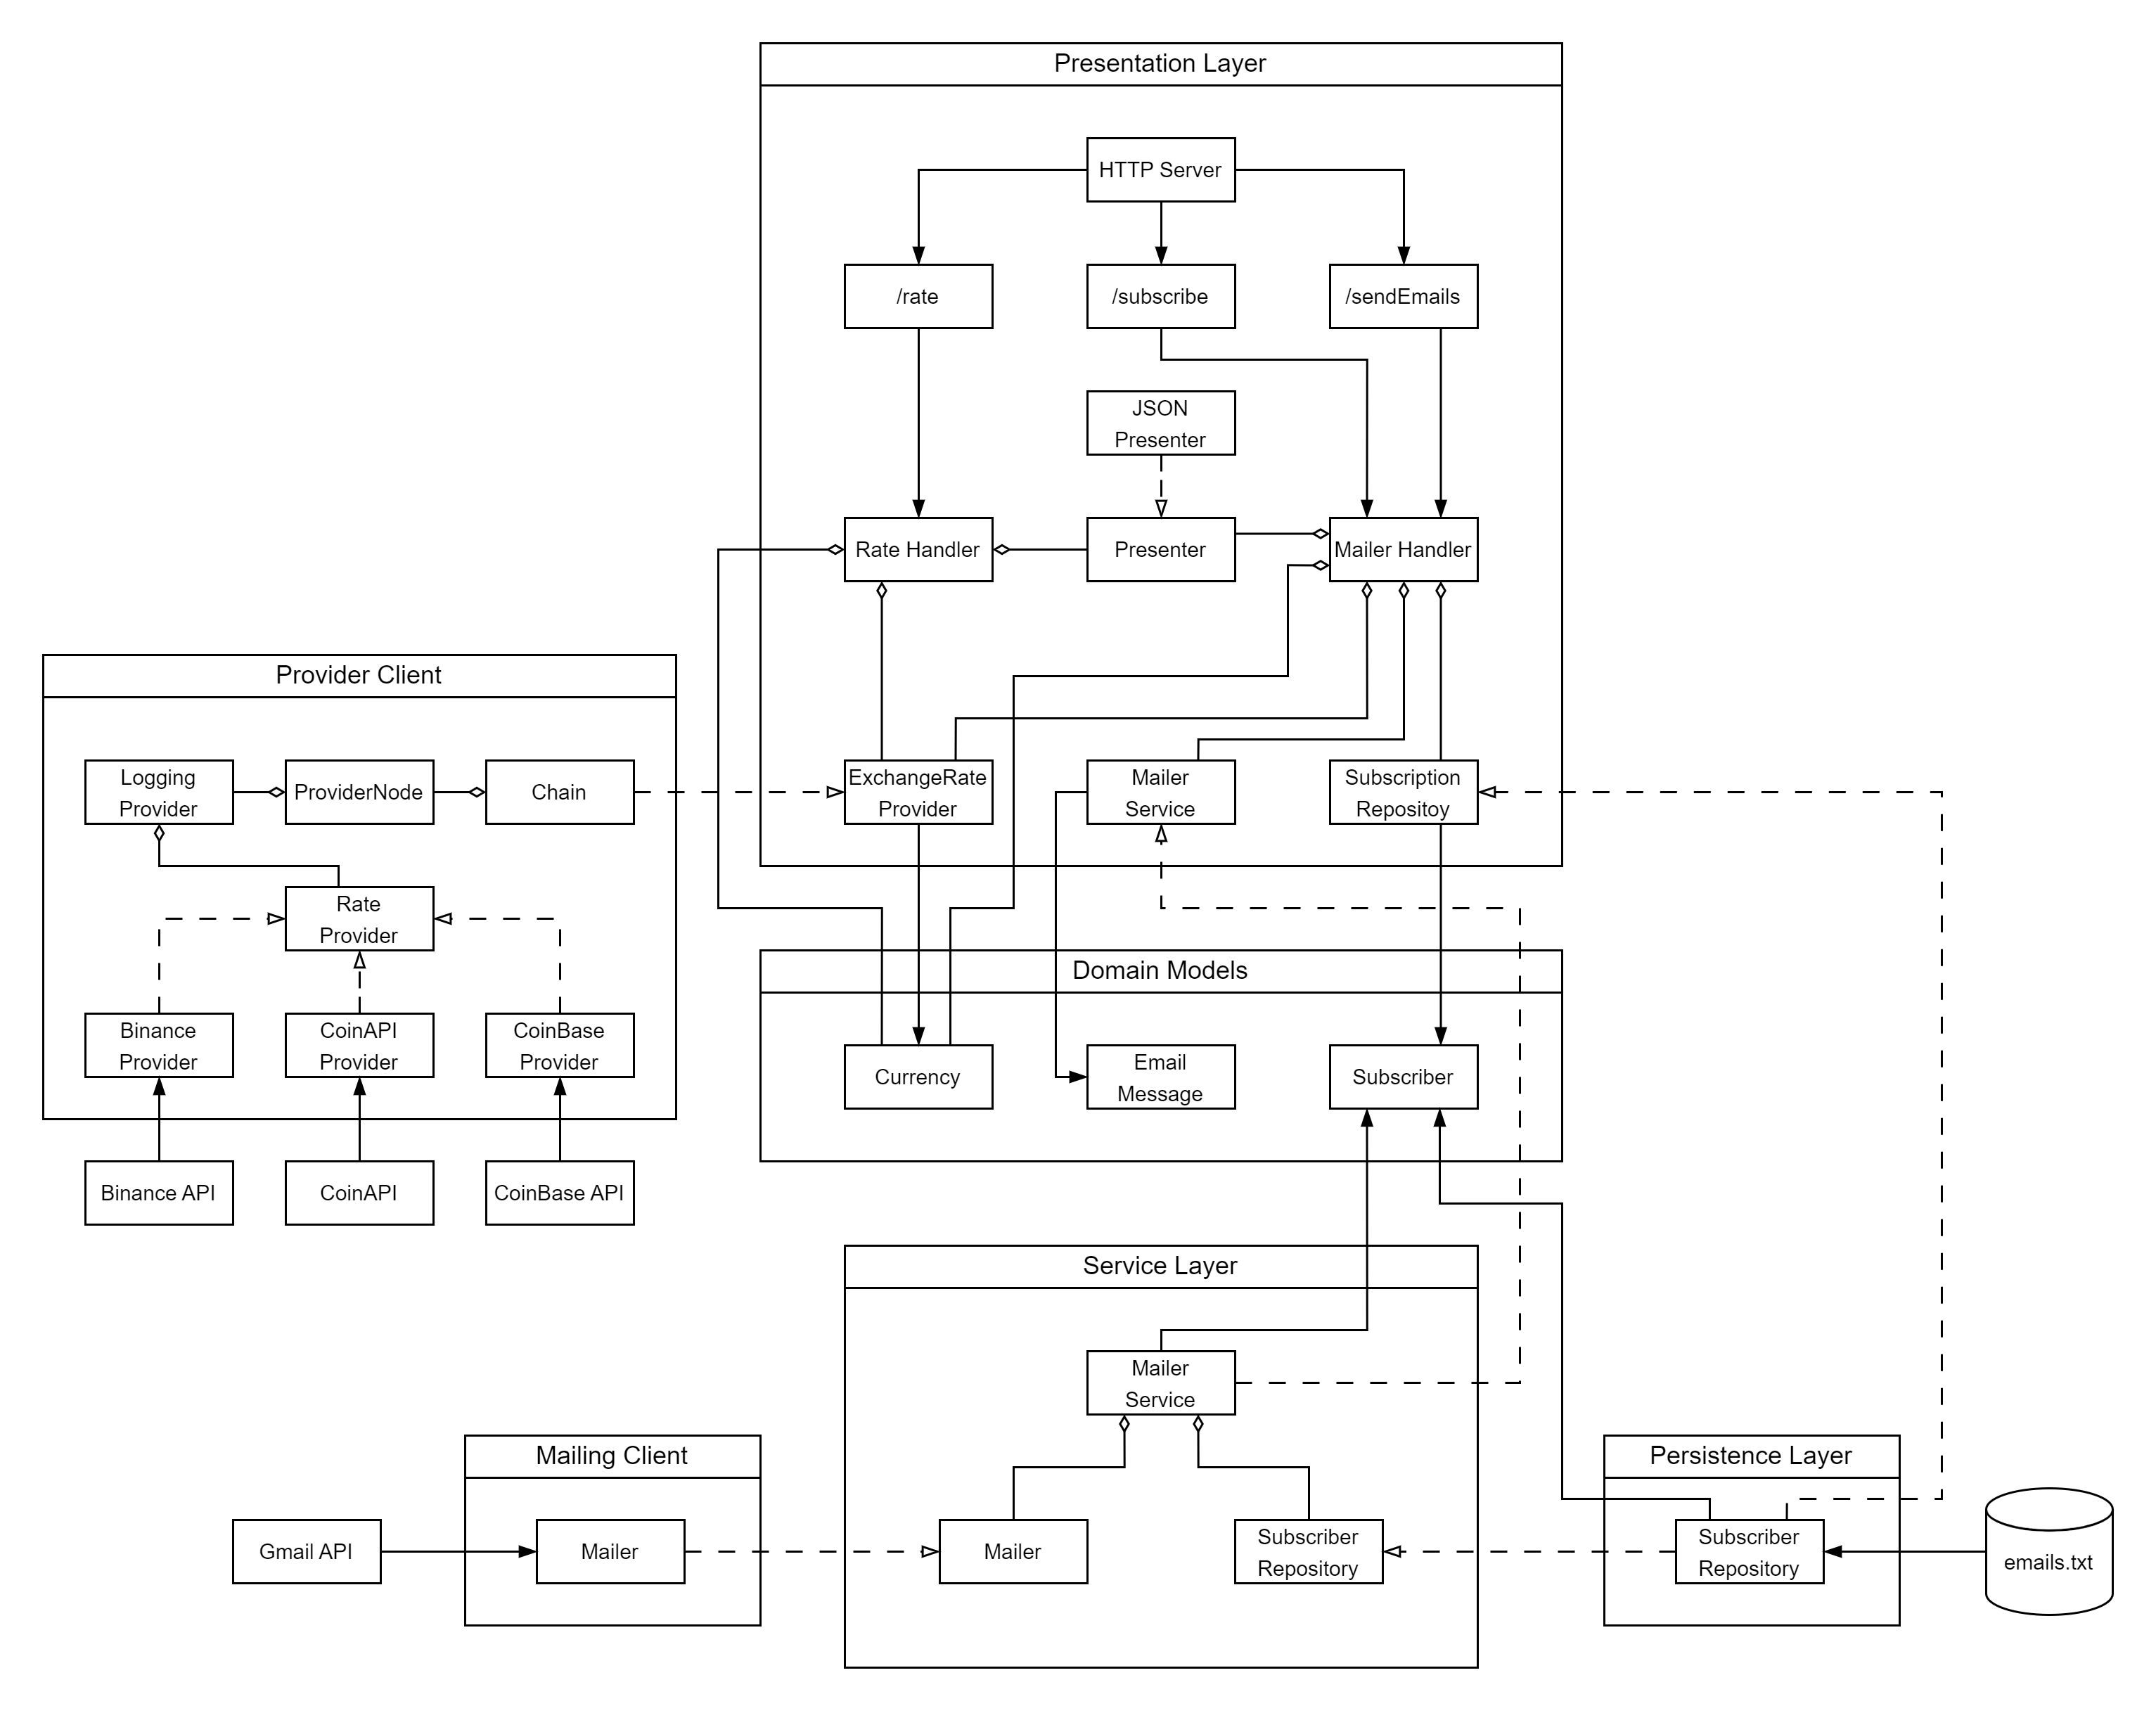 Presentation Layer
HTTP Server
/rate
/subscribe
/sendEmails
JSON
Presenter
Rate Handler
Presenter
Mailer Handler
ExchangeRate
Provider
Mailer
Service
Subscription
Repositoy
Provider Client
Logging
Provider
ProviderNode
Chain
Rate
Provider
Binance
Provider
CoinAPI
Provider
CoinBase
Provider
Binance API
CoinAPI
CoinBase API
Domain Models
Currency
Email
Message
Subscriber
Service Layer
Mailer
Service
Mailer
Subscriber
Repository
Mailing Client
Gmail API
Mailer
Persistence Layer
Subscriber
Repository
emails.txt